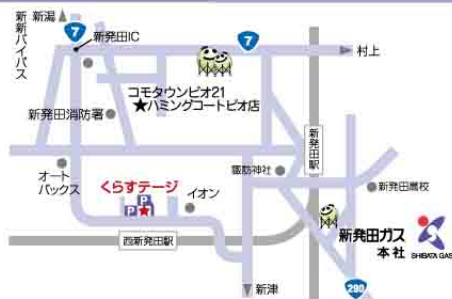 新潟
新新バイパス
7
新発田IC
7
村上
コモタウンピオ21
★ハミングコートピオ店
新発田消防署
新発田駅
オートバックス
諏訪神社
くらすテージ
イオン
新発田高校
P
P
西新発田駅
新発田ガス
本社
SHIBATA GAS
新津
290